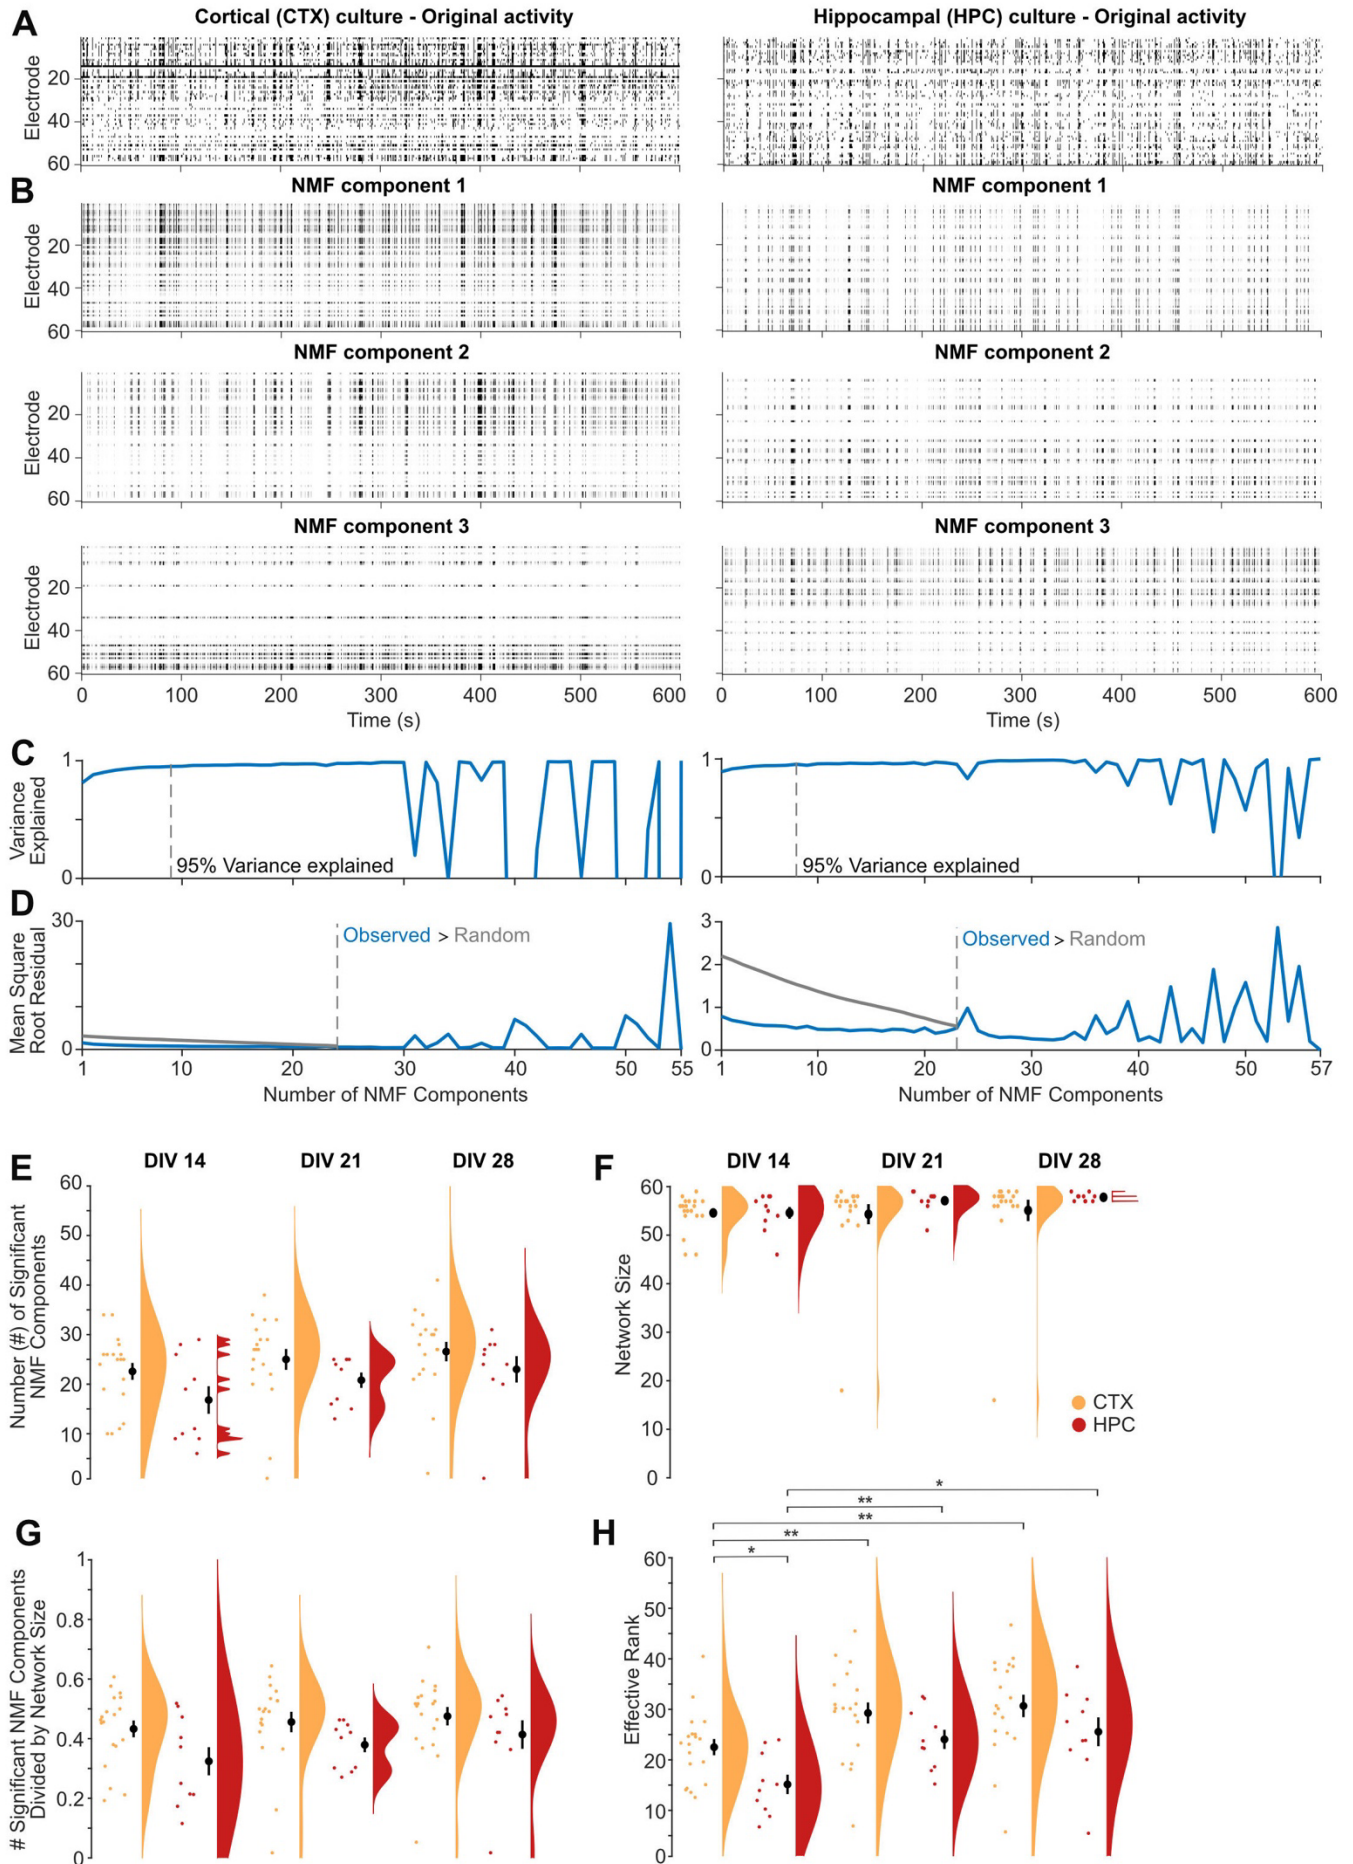 A
Cortical (CTX) culture - Original activity
Hippocampal (HPC) culture - Original activity
Electrode
20
40
60
B
NMF component 1
NMF component 1
Electrode
20
40
60
NMF component 2
NMF component 2
Electrode
20
40
60
NMF component 3
NMF component 3
Electrode
20
40
60
0 100 200 300 400 500 600
Time (s)
0 100 200 300 400 500 600
Time (s)
C
Variance
Explained
1
0
95% Variance explained
1
0
95% Variance explained
D
Mean Square
Root Residual
30
0
Observed > Random
3
2
1
0
Observed > Random
1 10 20 30 40 50 55
Number of NMF Components
1 10 20 30 40 50 57
Number of NMF Components
E
DIV 14 DIV 21 DIV 28
Number (#) of Significant
NMF Components
60
50
40
30
20
10
0
F
DIV 14 DIV 21 DIV 28
Network Size
60
50
40
30
20
10
0
CTX
HPC
G
# Significant NMF Components
Divided by Network Size
1
0.8
0.6
0.4
0.2
0
H
*
**
**
**
*
Effective Rank
60
50
40
30
20
10
0